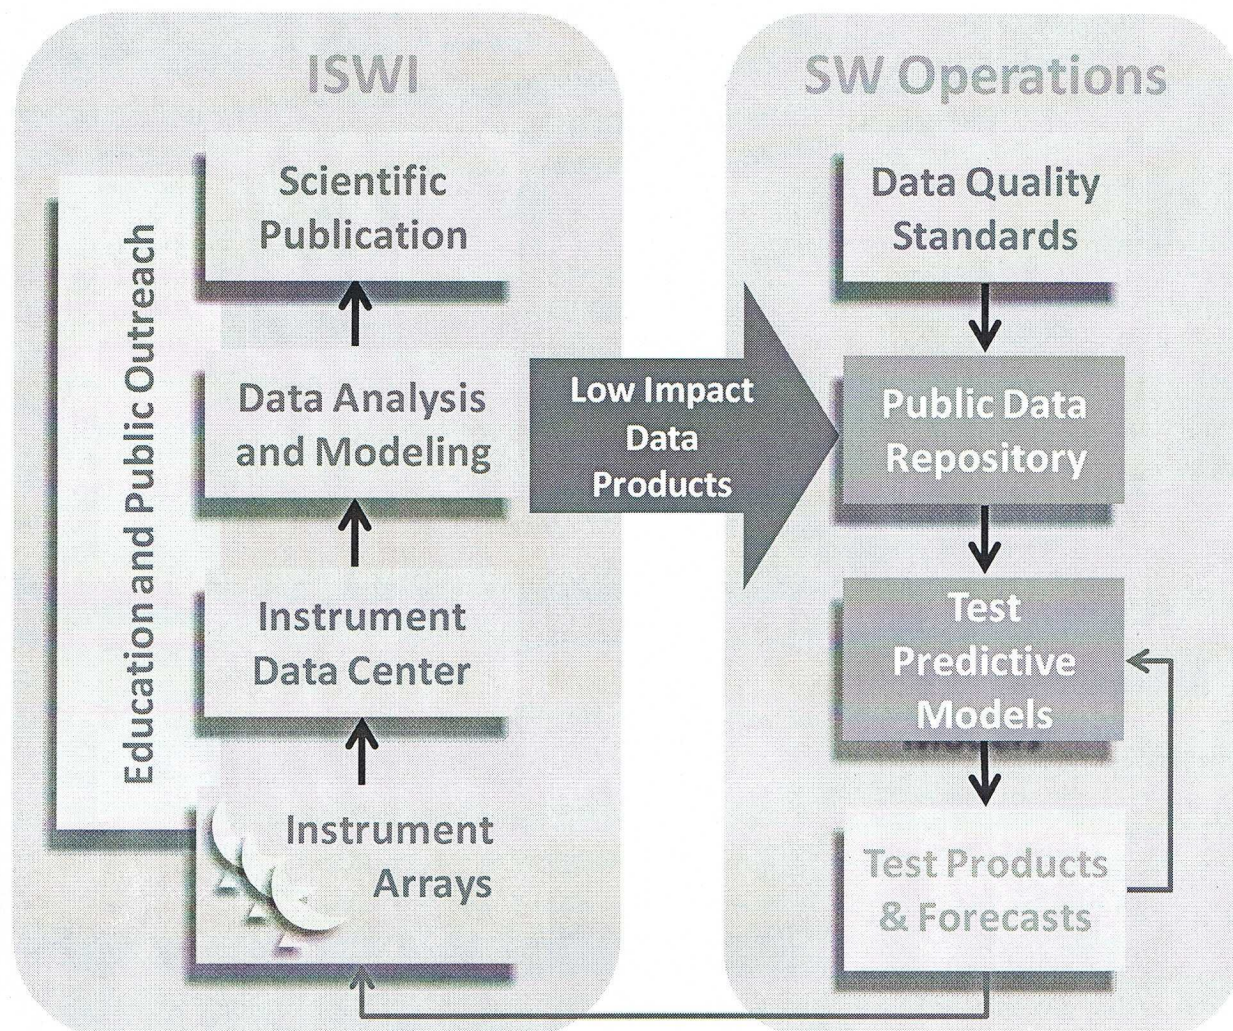 ISWI
Scientific
Publication
Data Analysis
and Modeling
Instrument
Data Center
Instrument
Arrays
Education and Public Outreach
Low Impact
Data
Products
SW Operations
Data Quality
Standards
Public Data
Repository
Test
Predictive
Models
Test Products
& Forecasts